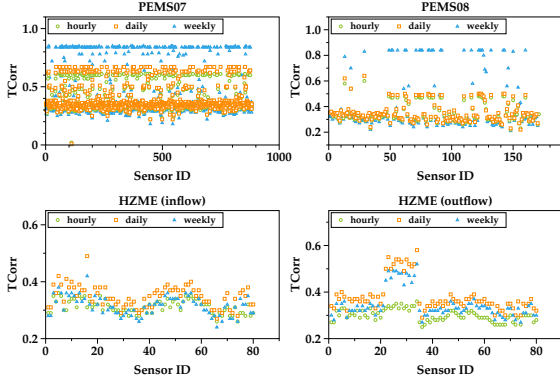 PEMS07
PEMS08
hourly daily weekly
hourly daily weekly
TCorr
1.0
0.5
0
0 500 1000
Sensor ID
TCorr
1.0
0.8
0.6
0.4
0.2
0 50 100 150
Sensor ID
HZME (inflow)
HZME (outflow)
hourly daily weekly
hourly daily weekly
TCorr
0.6
0.4
0.2
0 20 40 60 80
Sensor ID
TCorr
0.6
0.4
0.2
0 20 40 60 80
Sensor ID